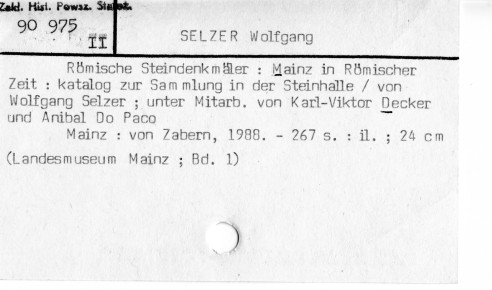 Zakł. Hist. Powsz. Staroż.
90 975
II
SELZER Wolfgang
Römische Steindenkmäler : Mainz in Römischer
Zeit : katalog zur Sammlung in der Steinhalle / von
Wolfgang Selzer ; unter Mitarb. von Karl-Viktor Decker
und Anibal Do Paco
Mainz : von Zabern, 1988. - 267 s. : il. ; 24 cm
(Landesmuseum Mainz ; Bd. 1)